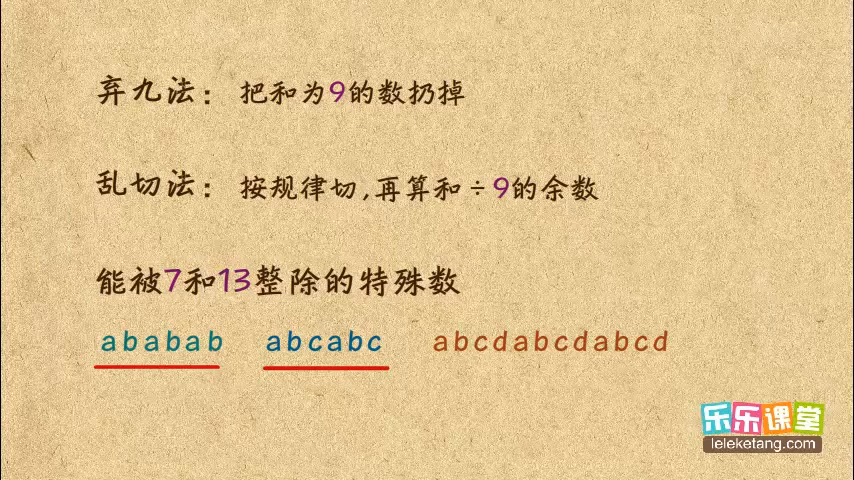 弃九法： 把和为9的数扔掉
乱切法： 按规律切,再算和÷9的余数
能被7和13整除的特殊数
ababab abcabc abcdabcdabcd
乐乐课堂
leleketang.com